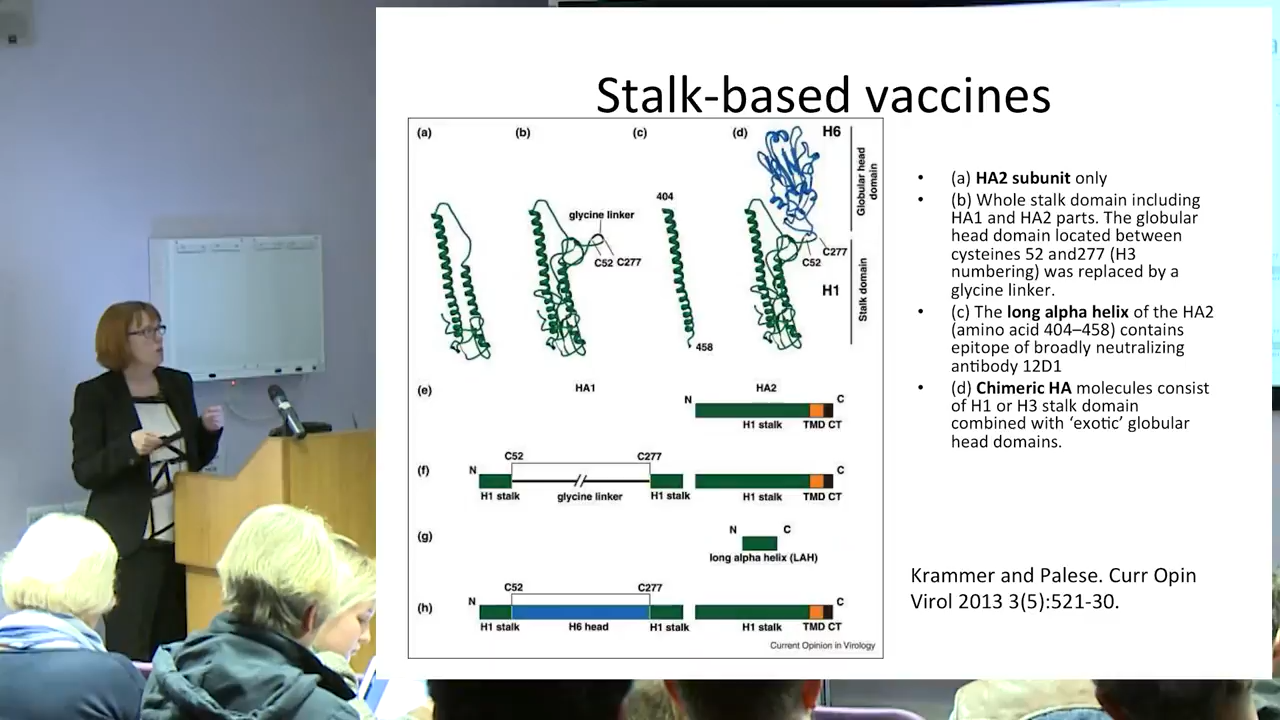 Stalk-based vaccines
(a)
(b)
(c)
(d)
H6
Globular head
domain
404
glycine linker
C52 C277
C277
C52
H1
Stalk domain
458
(e)
HA1
HA2
N
C
H1 stalk
TMD CT
(f)
N
C52
C277
C
H1 stalk
glycine linker
H1 stalk
H1 stalk
TMD CT
(g)
N
C
long alpha helix (LAH)
(h)
N
C52
C277
C
H1 stalk
H6 head
H1 stalk
H1 stalk
TMD CT
Current Opinion in Virology
• (a) HA2 subunit only
• (b) Whole stalk domain including
HA1 and HA2 parts. The globular
head domain located between
cysteines 52 and277 (H3
numbering) was replaced by a
glycine linker.
• (c) The long alpha helix of the HA2
(amino acid 404–458) contains
epitope of broadly neutralizing
antibody 12D1
• (d) Chimeric HA molecules consist
of H1 or H3 stalk domain
combined with ‘exotic’ globular
head domains.
Krammer and Palese. Curr Opin
Virol 2013 3(5):521-30.